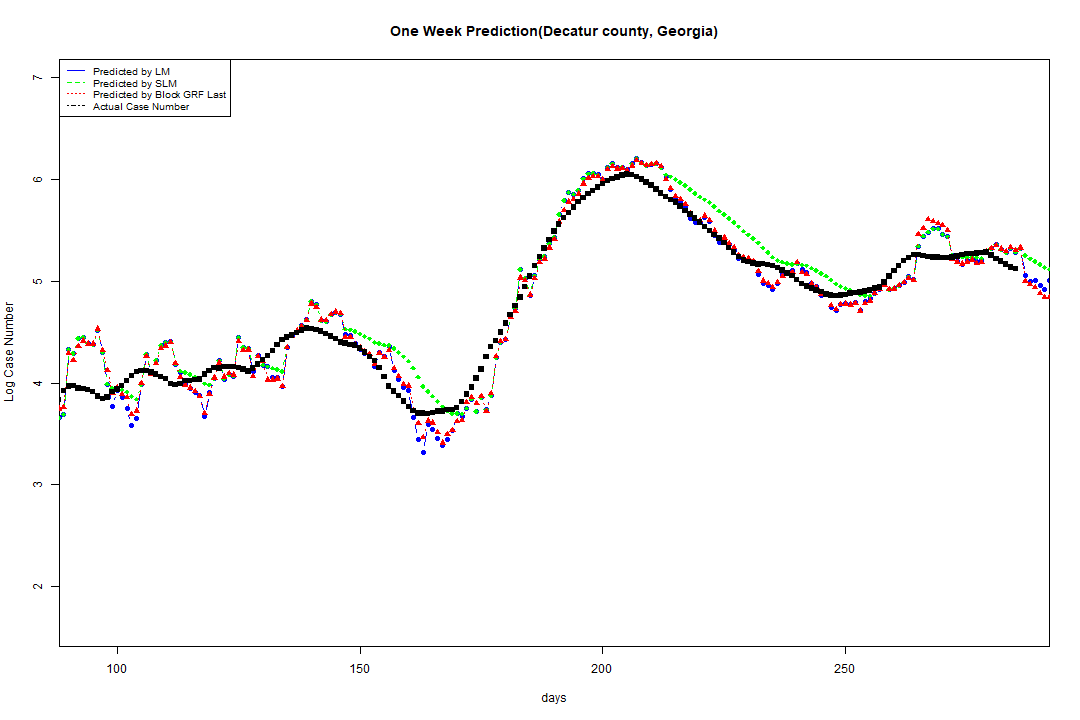 One Week Prediction(Decatur county, Georgia)
Predicted by LM
Predicted by SLM
Predicted by Block GRF Last
Actual Case Number
7
6
5
4
3
2
Log Case Number
100 150 200 250
days